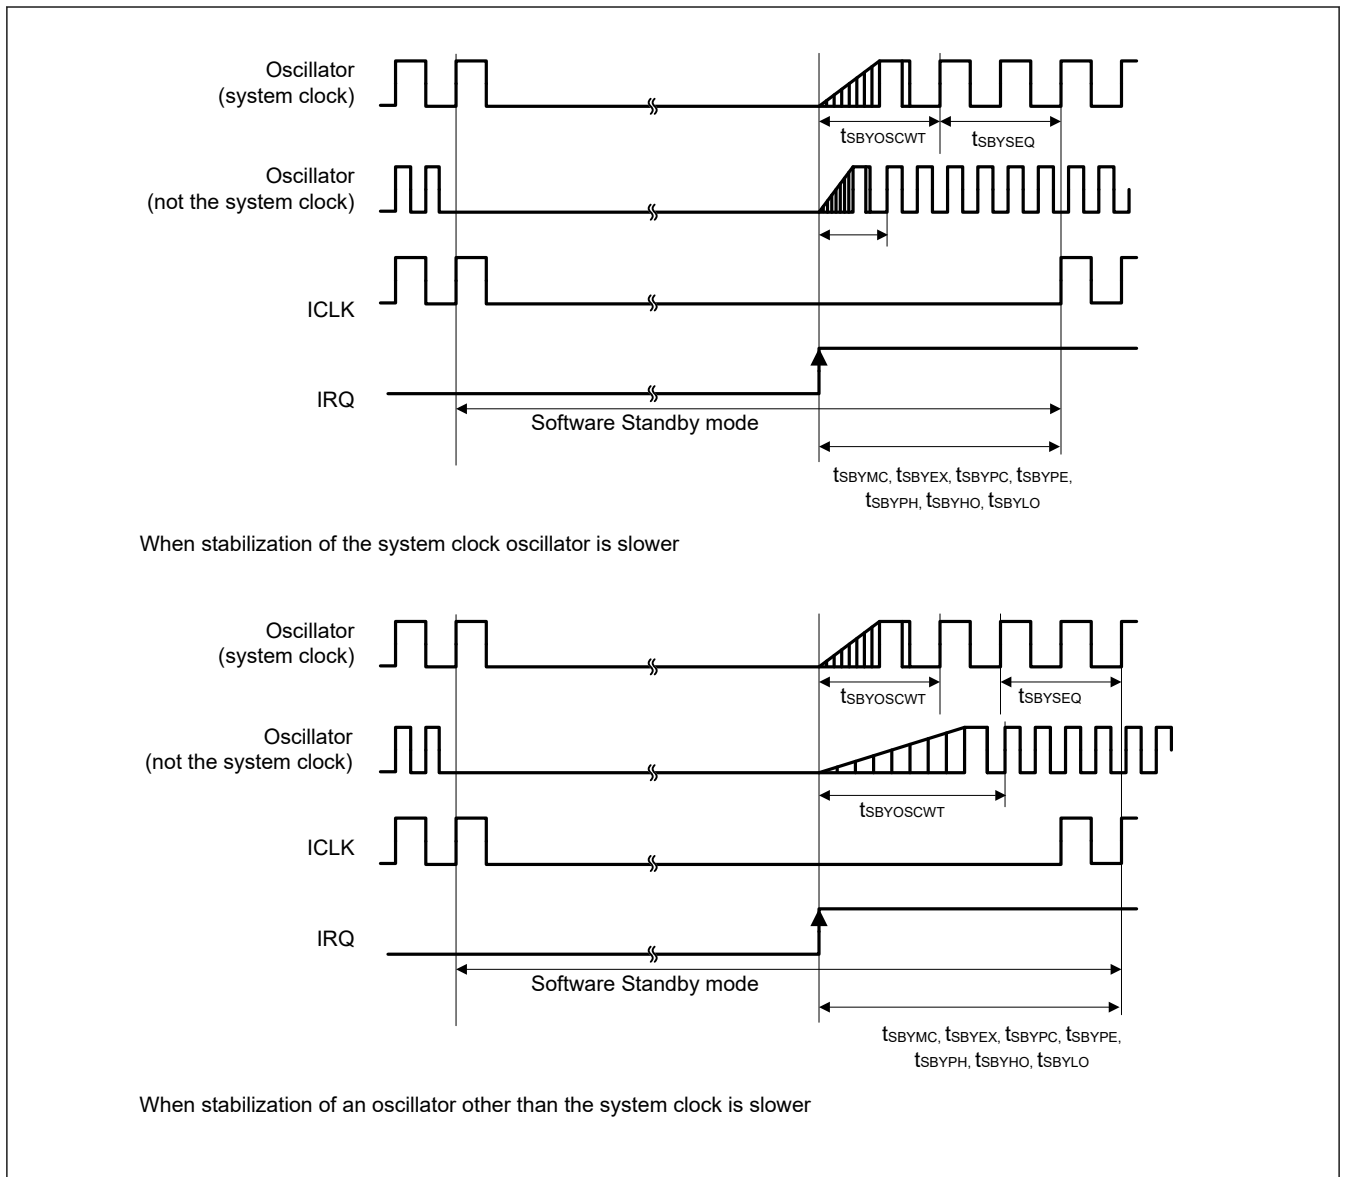 Oscillator
(system clock)
tSBYOSCWT
tSBYSEQ
Oscillator
(not the system clock)
ICLK
IRQ
Software Standby mode
tSBYMC, tSBYEX, tSBYPC, tSBYPE,
tSBYPH, tSBYHO, tSBYLO
When stabilization of the system clock oscillator is slower
Oscillator
(system clock)
tSBYOSCWT
tSBYSEQ
Oscillator
(not the system clock)
tSBYOSCWT
ICLK
IRQ
Software Standby mode
tSBYMC, tSBYEX, tSBYPC, tSBYPE,
tSBYPH, tSBYHO, tSBYLO
When stabilization of an oscillator other than the system clock is slower